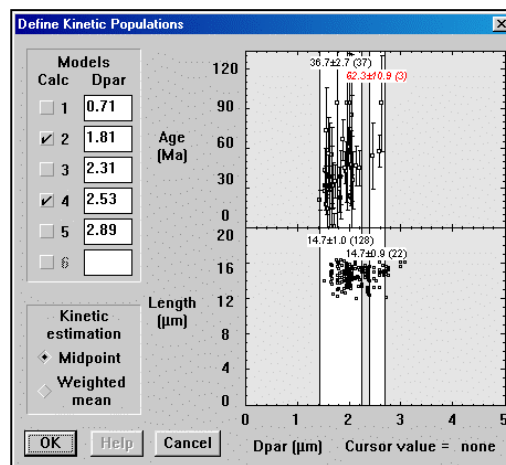 Define Kinetic Populations
Models
Calc Dpar
1 0.71
2 1.81
3 2.31
4 2.53
5 2.89
6
Kinetic
estimation
Midpoint
Weighted
mean
OK Help Cancel
Age
(Ma)
120
90
60
30
0
36.7±2.7 (37)
62.3±10.9 (3)
Length
(µm)
20
16
12
8
4
0
14.7±1.0 (128)
14.7±0.9 (22)
0 1 2 3 4 5
Dpar (µm) Cursor value = none